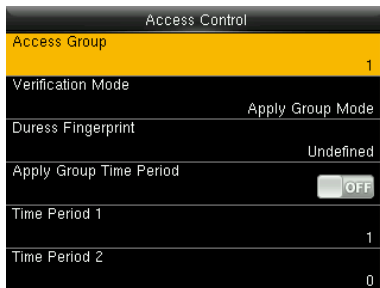 Access Control
Access Group
1
Verification Mode
Apply Group Mode
Duress Fingerprint
Undefined
Apply Group Time Period
OFF
Time Period 1
1
Time Period 2
0